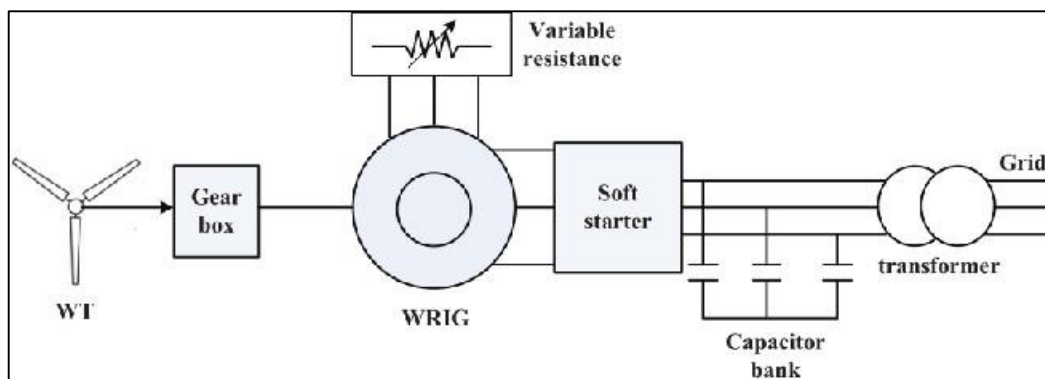 Variable
resistance
Gear
box
Soft
starter
Grid
transformer
WT
WRIG
Capacitor
bank